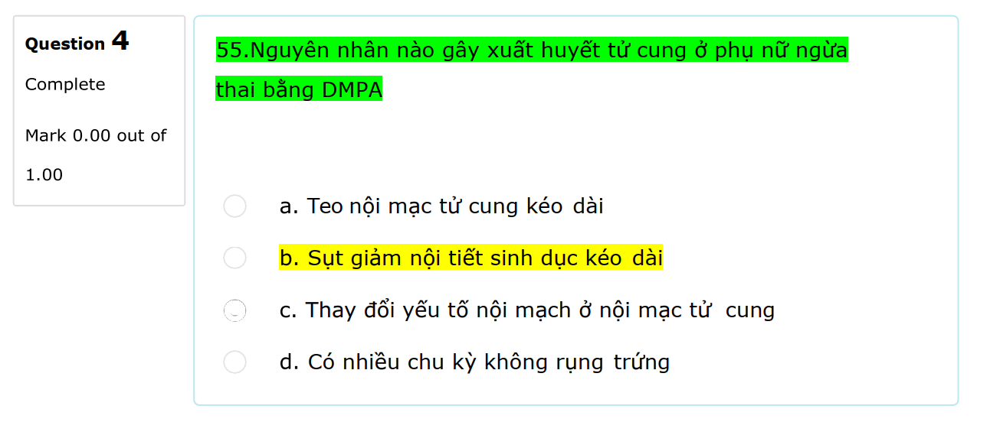 Question 4
Complete
Mark 0.00 out of
1.00
55.Nguyên nhân nào gây xuất huyết tử cung ở phụ nữ ngừa
thai bằng DMPA
a. Teo nội mạc tử cung kéo dài
b. Sụt giảm nội tiết sinh dục kéo dài
c. Thay đổi yếu tố nội mạch ở nội mạc tử cung
d. Có nhiều chu kỳ không rụng trứng